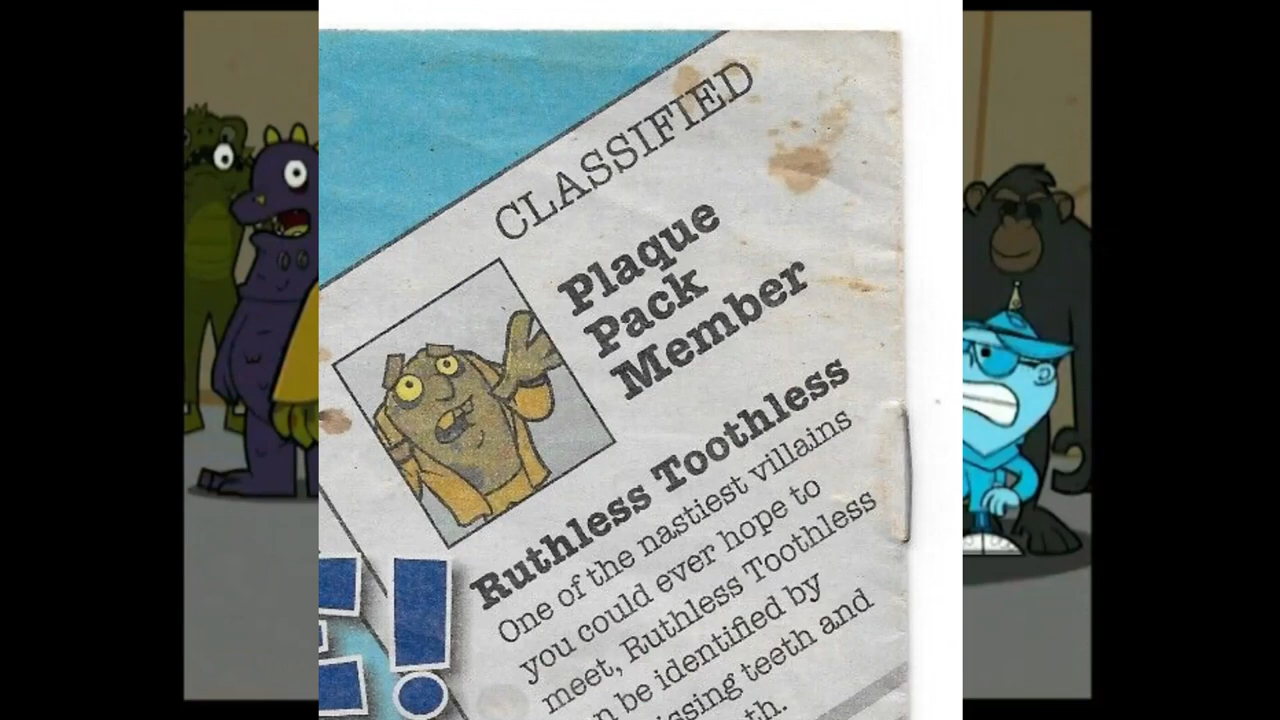 CLASSIFIED
Plaque
Pack
Member
Ruthless Toothless
One of the nastiest villains
you could ever hope to
meet, Ruthless Toothless
be identified by
teeth and
!